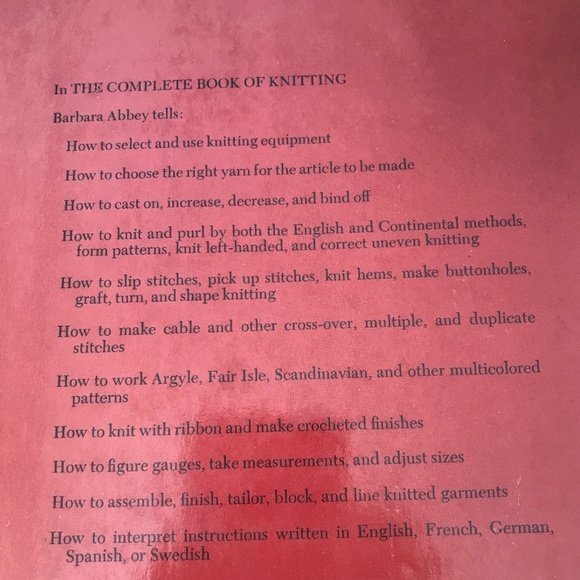 In THE COMPLETE BOOK OF KNITTING
Barbara Abbey tells:
How to select and use knitting equipment
How to choose the right yarn for the article to be made
How to cast on, increase, decrease, and bind off
How to knit and purl by both the English and Continental methods,
form patterns, knit left-handed, and correct uneven knitting
How to slip stitches, pick up stitches, knit hems, make buttonholes,
graft, turn, and shape knitting
How to make cable and other cross-over, multiple, and duplicate
stitches
How to work Argyle, Fair Isle, Scandinavian, and other multicolored
patterns
How to knit with ribbon and make crocheted finishes
How to figure gauges, take measurements, and adjust sizes
How to assemble, finish, tailor, block, and line knitted garments
How to interpret instructions written in English, French, German,
Spanish, or Swedish